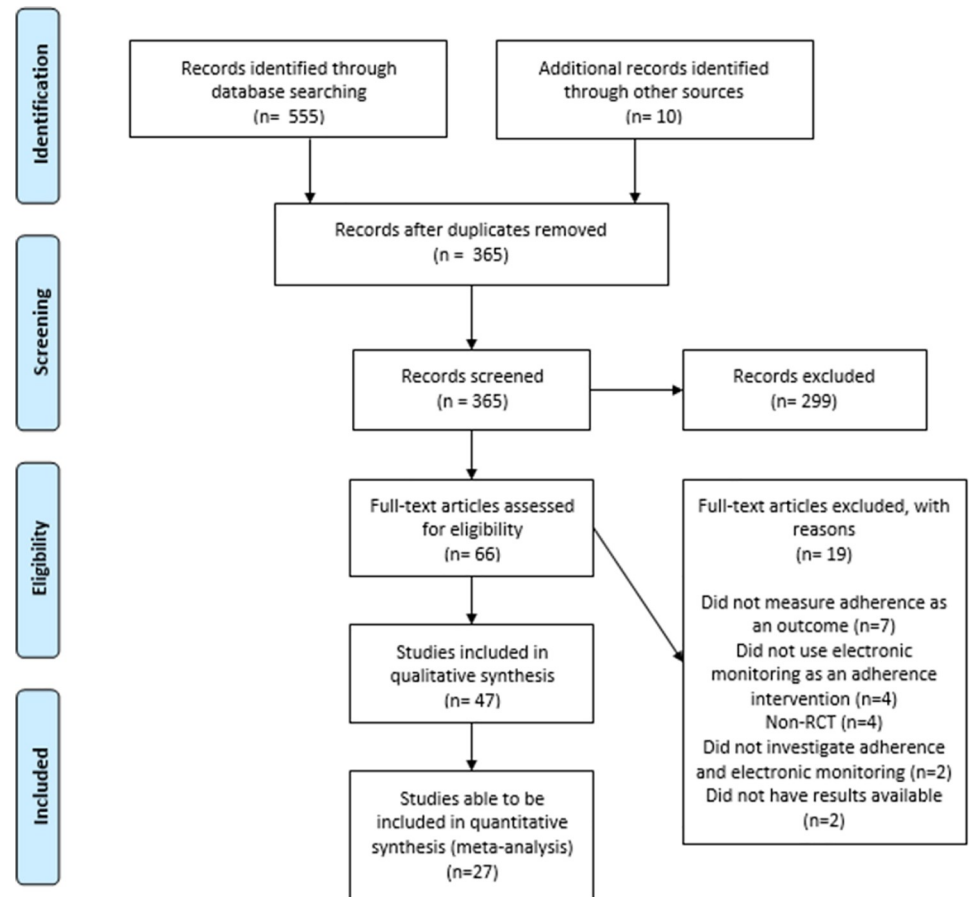 Identification
Records identified through
database searching
(n= 555)
Additional records identified
through other sources
(n= 10)
Records after duplicates removed
(n = 365)
Screening
Records screened
(n = 365)
Records excluded
(n= 299)
Eligibility
Full-text articles assessed
for eligibility
(n= 66)
Full-text articles excluded, with
reasons
(n= 19)
Did not measure adherence as
an outcome (n=7)
Did not use electronic
monitoring as an adherence
intervention (n=4)
Non-RCT (n=4)
Did not investigate adherence
and electronic monitoring (n=2)
Did not have results available
(n=2)
Studies included in
qualitative synthesis
(n= 47)
Included
Studies able to be
included in quantitative
synthesis (meta-analysis)
(n=27)